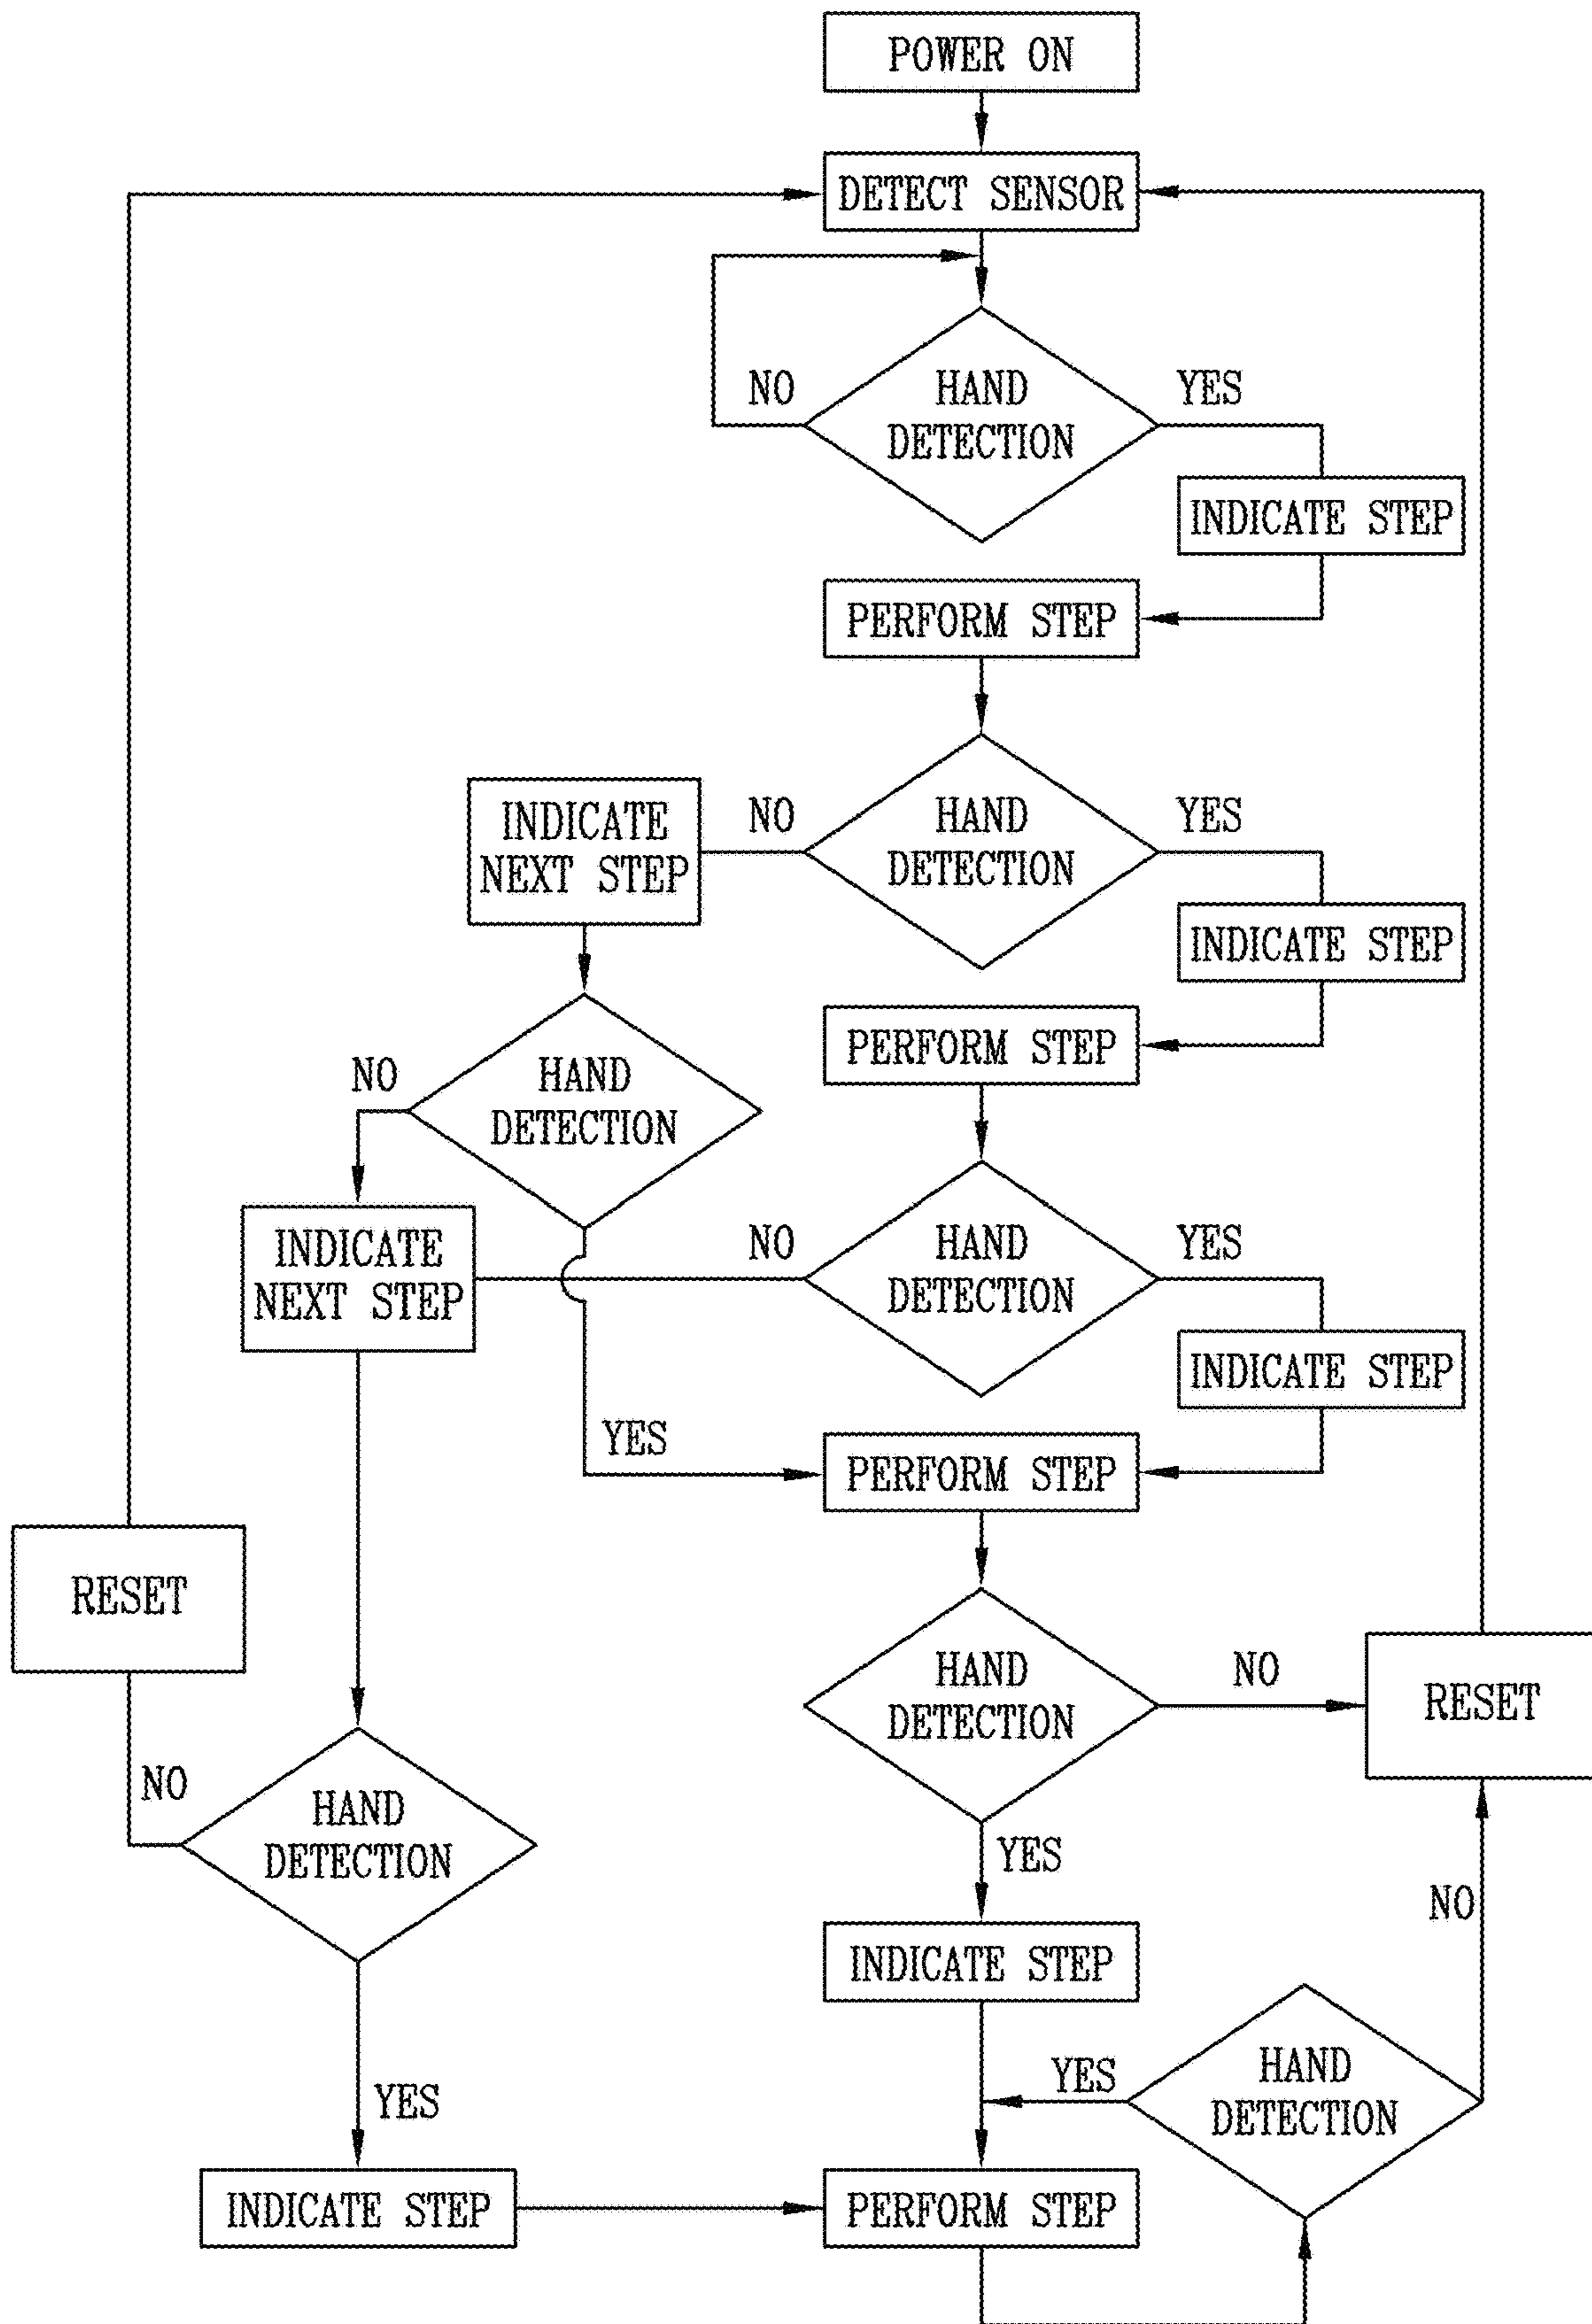 POWER ON
DETECT SENSOR
NO
HAND
DETECTION
YES
INDICATE STEP
PERFORM STEP
INDICATE
NEXT STEP
NO
HAND
DETECTION
YES
INDICATE STEP
PERFORM STEP
NO
HAND
DETECTION
INDICATE
NEXT STEP
NO
HAND
DETECTION
YES
INDICATE STEP
YES
PERFORM STEP
RESET
HAND
DETECTION
NO
RESET
NO
HAND
DETECTION
YES
INDICATE STEP
NO
YES
HAND
DETECTION
YES
INDICATE STEP
PERFORM STEP